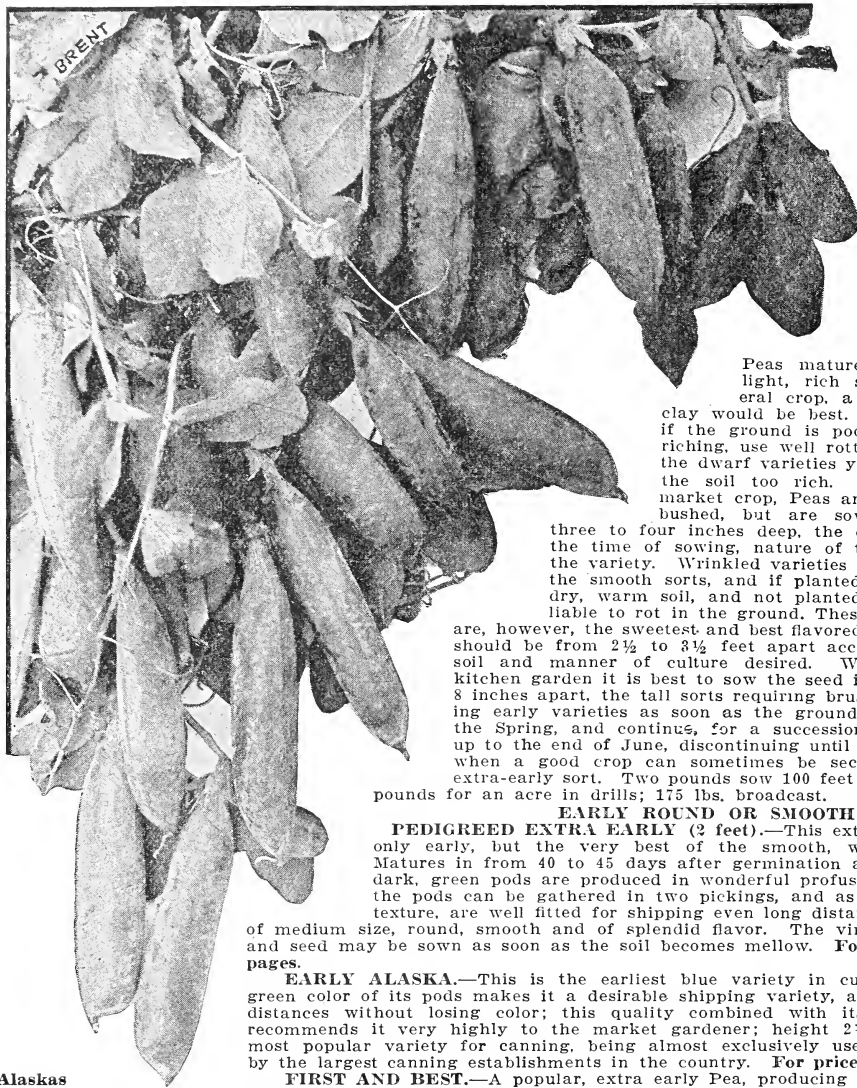 BRENT
Peas mature
light, rich s
eral crop, a
clay would be best.
if the ground is poo
riching, use well rott
the dwarf varieties y
the soil too rich.
market crop, Peas ar
bushed, but are sow
three to four inches deep, the
the time of sowing, nature of t
the variety. Wrinkled varieties
the smooth sorts, and if planted
dry, warm soil, and not planted
liable to rot in the ground. These
are, however, the sweetest and best flavored
should be from 2½ to 3½ feet apart acc
soil and manner of culture desired. W
kitchen garden it is best to sow the seed i
8 inches apart, the tall sorts requiring bru
ing early varieties as soon as the ground
the Spring, and continue, for a succession
up to the end of June, discontinuing until
when a good crop can sometimes be sec
extra-early sort. Two pounds sow 100 feet
pounds for an acre in drills; 175 lbs. broadcast.
EARLY ROUND OR SMOOTH
PEDIGREED EXTRA EARLY (2 feet).—This ext
only early, but the very best of the smooth, w
Matures in from 40 to 45 days after germination a
dark, green pods are produced in wonderful profus
the pods can be gathered in two pickings, and as
texture, are well fitted for shipping even long distan
of medium size, round, smooth and of splendid flavor. The vin
and seed may be sown as soon as the soil becomes mellow. Fo
pages.
EARLY ALASKA.—This is the earliest blue variety in cu
green color of its pods makes it a desirable shipping variety, a
distances without losing color; this quality combined with it
recommends it very highly to the market gardener; height 2
most popular variety for canning, being almost exclusively use
by the largest canning establishments in the country. For price
Alaskas
FIRST AND BEST.—A popular, extra early Pea, producing